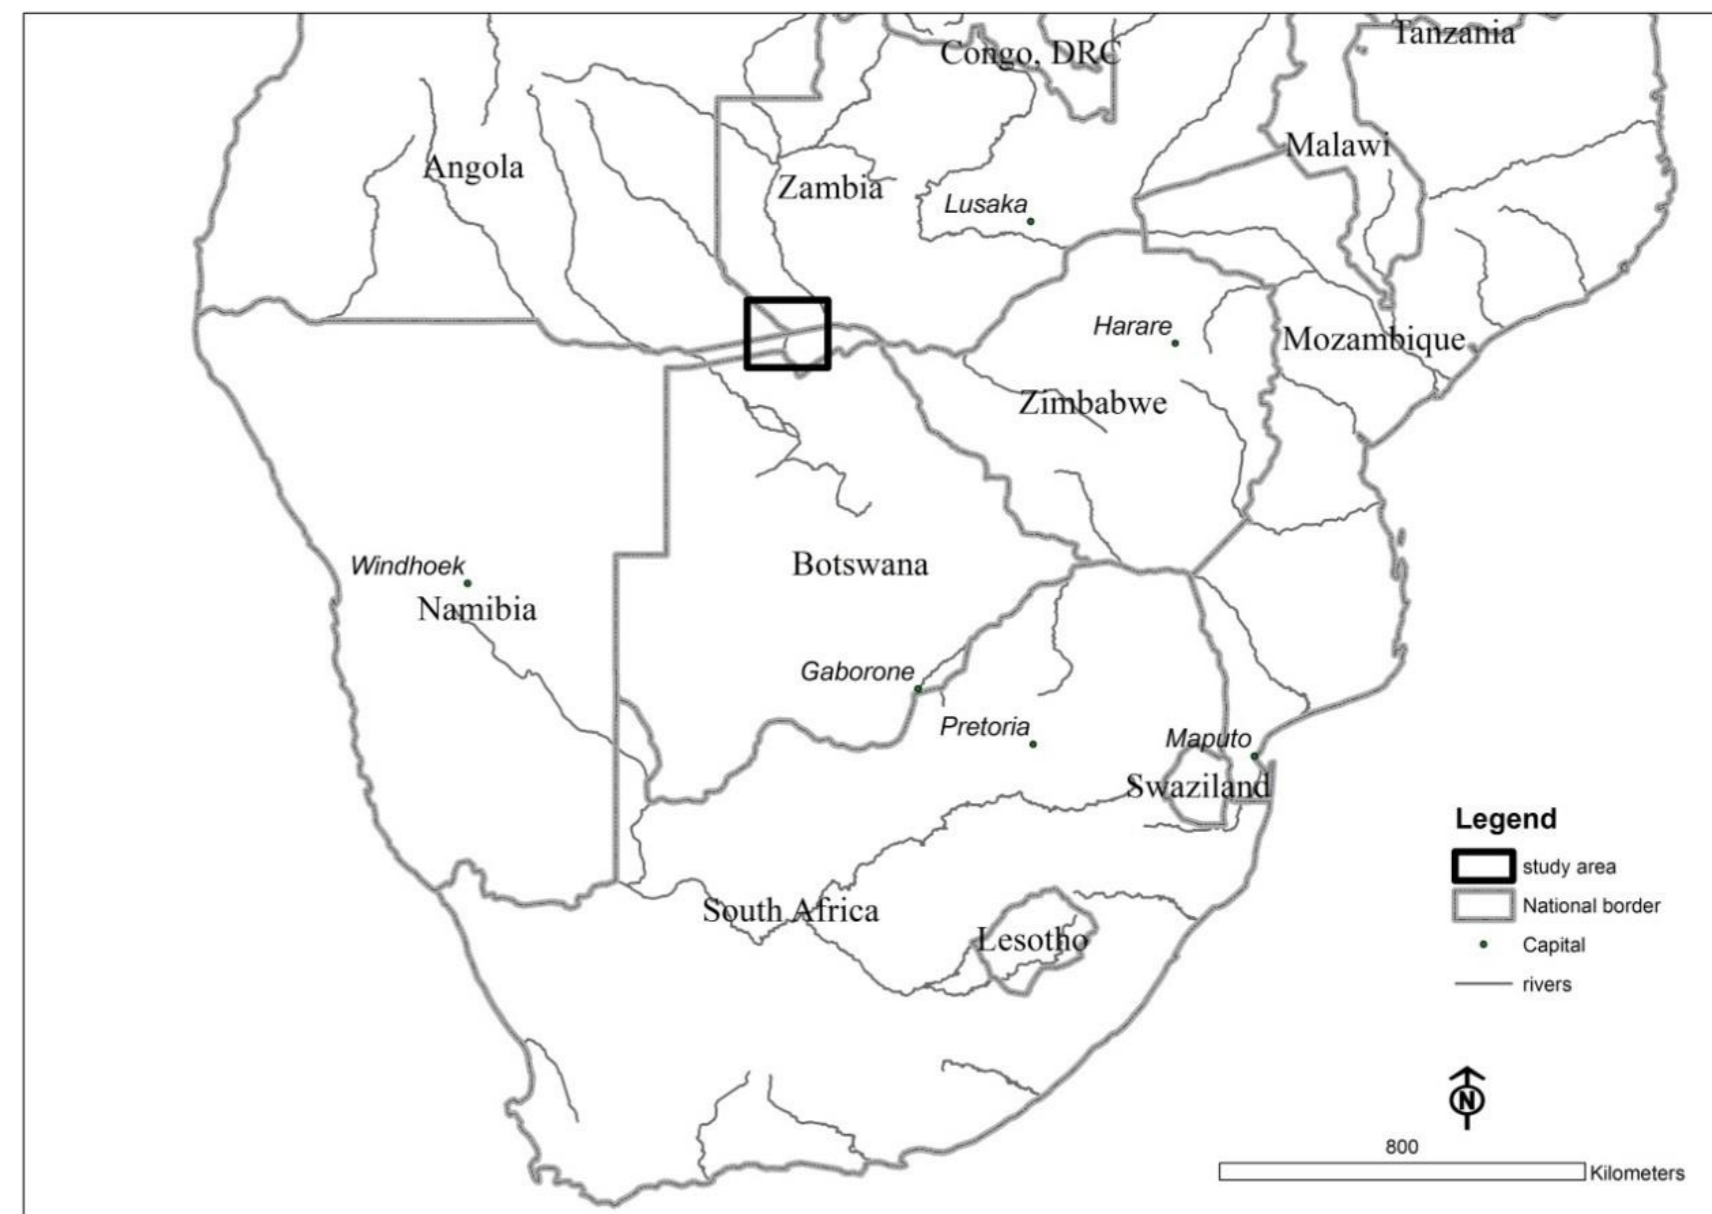 Tanzania
Congo, DRC
Malawi
Angola
Zambia
Lusaka
Harare
Mozambique
Zimbabwe
Windhoek
Botswana
Namibia
Gaborone
Pretoria
Maputo
Swaziland
South Africa
Lesotho
Legend
study area
National border
Capital
rivers
N
800
Kilometers